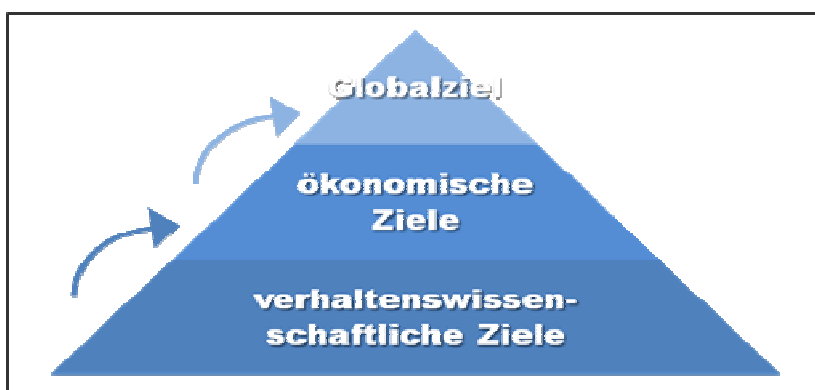 Globalziel
ökonomische
Ziele
verhaltenswissen-
schaftliche Ziele